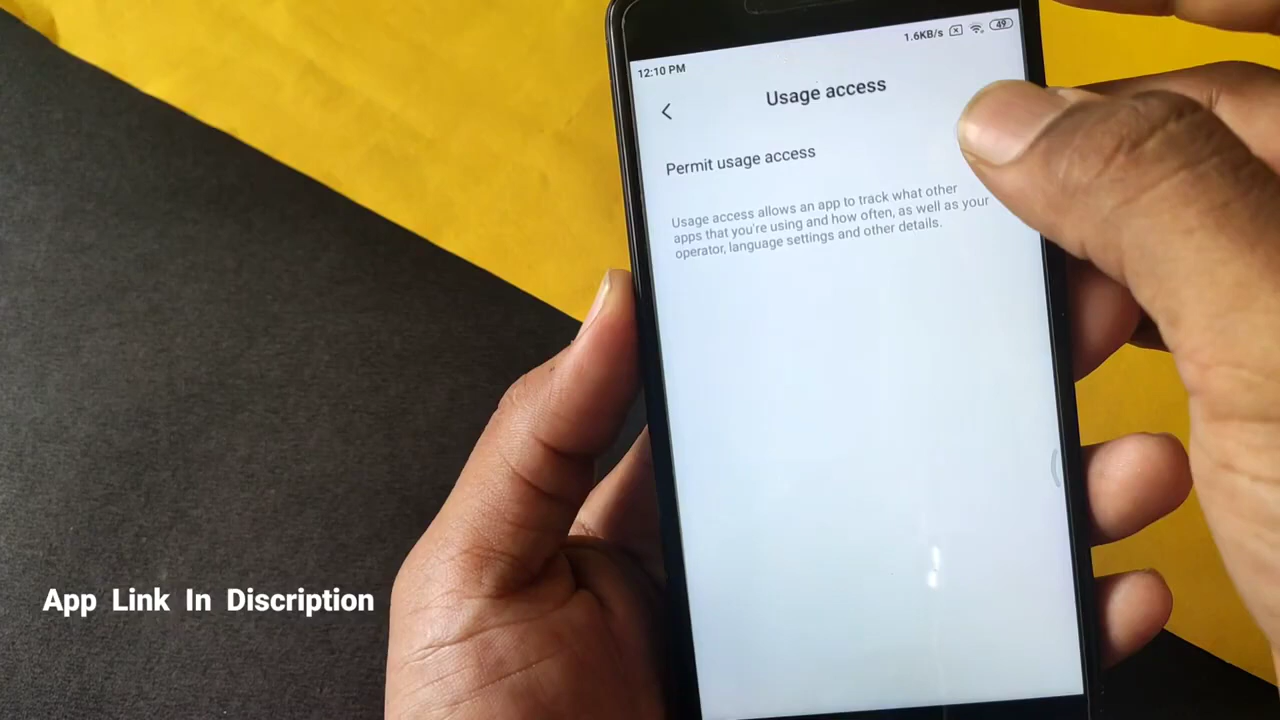 1.6KB/s 49
12:10 PM
Usage access
Permit usage access
Usage access allows an app to track what other
apps that you're using and how often, as well as your
operator, language settings and other details.
App Link In Discription